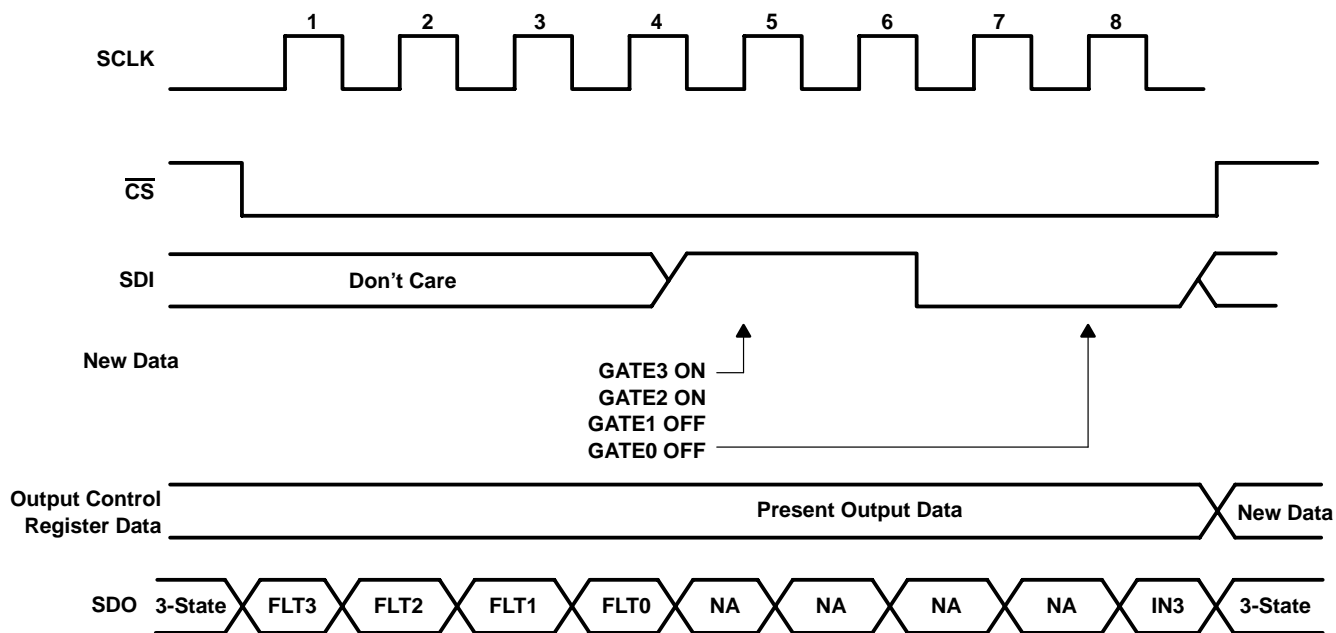 1 2 3 4 5 6 7 8
SCLK
CS
SDI
Don't Care
New Data
GATE3 ON
GATE2 ON
GATE1 OFF
GATE0 OFF
Output Control
Register Data
Present Output Data
New Data
SDO 3-State FLT3 FLT2 FLT1 FLT0 NA NA NA NA IN3 3-State